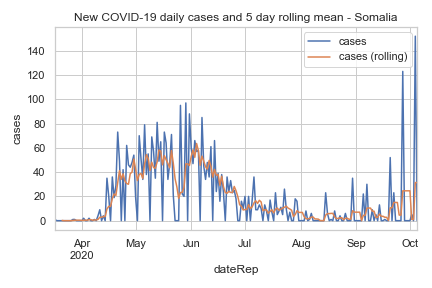 New COVID-19 daily cases and 5 day rolling mean - Somalia
cases
cases (rolling)
140
120
100
80
60
40
20
0
cases
Apr
2020
May
Jun
Jul
Aug
Sep
Oct
dateRep